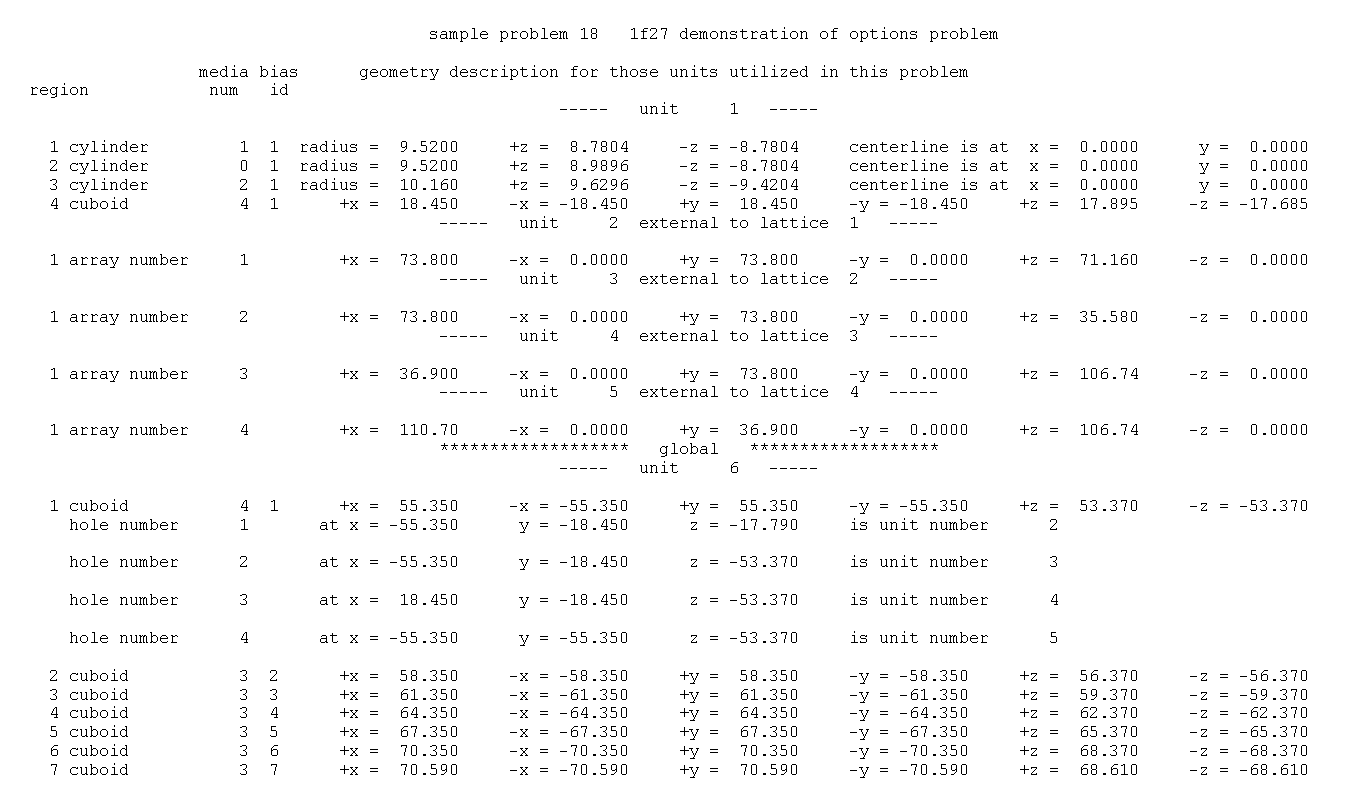 sample problem 18   1f27 demonstration of options problem
media bias      geometry description for those units utilized in this problem
region            num   id
-----   unit     1   -----
1 cylinder         1  1  radius =  9.5200     +z =  8.7804     -z = -8.7804     centerline is at  x =  0.0000      y =  0.0000
2 cylinder         0  1  radius =  9.5200     +z =  8.9896     -z = -8.7804     centerline is at  x =  0.0000      y =  0.0000
3 cylinder         2  1  radius =  10.160     +z =  9.6296     -z = -9.4204     centerline is at  x =  0.0000      y =  0.0000
4 cuboid           4  1      +x =  18.450     -x = -18.450     +y =  18.450     -y = -18.450     +z =  17.895     -z = -17.685
-----   unit     2  external to lattice  1   -----
1 array number     1         +x =  73.800     -x =  0.0000     +y =  73.800     -y =  0.0000     +z =  71.160     -z =  0.0000
-----   unit     3  external to lattice  2   -----
1 array number     2         +x =  73.800     -x =  0.0000     +y =  73.800     -y =  0.0000     +z =  35.580     -z =  0.0000
-----   unit     4  external to lattice  3   -----
1 array number     3         +x =  36.900     -x =  0.0000     +y =  73.800     -y =  0.0000     +z =  106.74     -z =  0.0000
-----   unit     5  external to lattice  4   -----
1 array number     4         +x =  110.70     -x =  0.0000     +y =  36.900     -y =  0.0000     +z =  106.74     -z =  0.0000
*******************   global   *******************
-----   unit     6   -----
1 cuboid           4  1      +x =  55.350     -x = -55.350     +y =  55.350     -y = -55.350     +z =  53.370     -z = -53.370
hole number      1       at x = -55.350      y = -18.450      z = -17.790     is unit number      2
hole number      2       at x = -55.350      y = -18.450      z = -53.370     is unit number      3
hole number      3       at x =  18.450      y = -18.450      z = -53.370     is unit number      4
hole number      4       at x = -55.350      y = -55.350      z = -53.370     is unit number      5
2 cuboid           3  2      +x =  58.350     -x = -58.350     +y =  58.350     -y = -58.350     +z =  56.370     -z = -56.370
3 cuboid           3  3      +x =  61.350     -x = -61.350     +y =  61.350     -y = -61.350     +z =  59.370     -z = -59.370
4 cuboid           3  4      +x =  64.350     -x = -64.350     +y =  64.350     -y = -64.350     +z =  62.370     -z = -62.370
5 cuboid           3  5      +x =  67.350     -x = -67.350     +y =  67.350     -y = -67.350     +z =  65.370     -z = -65.370
6 cuboid           3  6      +x =  70.350     -x = -70.350     +y =  70.350     -y = -70.350     +z =  68.370     -z = -68.370
7 cuboid           3  7      +x =  70.590     -x = -70.590     +y =  70.590     -y = -70.590     +z =  68.610     -z = -68.610